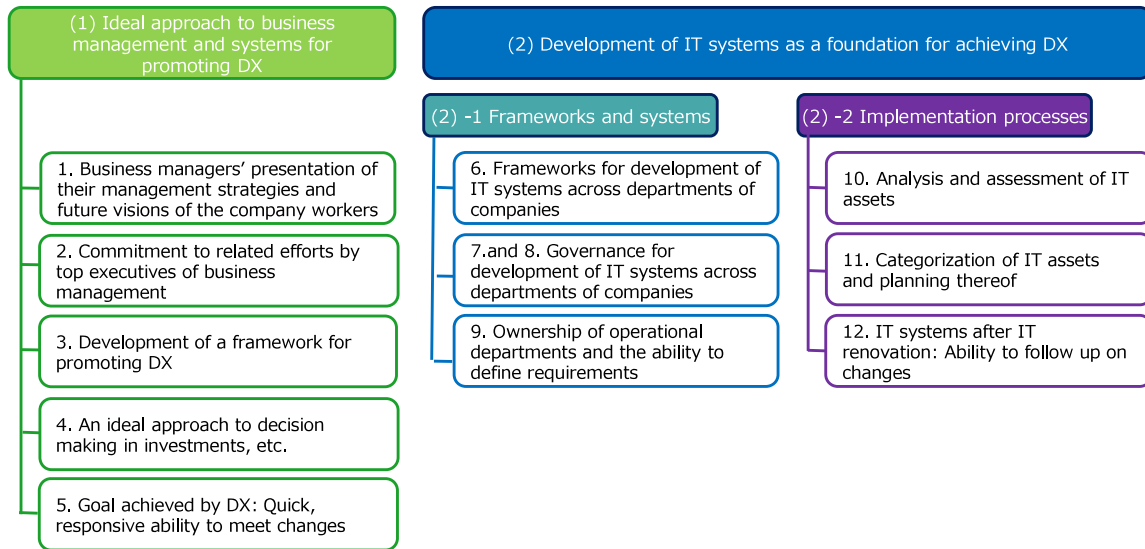 (1) Ideal approach to business
management and systems for
promoting DX
1. Business managers’ presentation of
their management strategies and
future visions of the company workers
2. Commitment to related efforts by
top executives of business
management
3. Development of a framework for
promoting DX
4. An ideal approach to decision
making in investments, etc.
5. Goal achieved by DX: Quick,
responsive ability to meet changes
(2) Development of IT systems as a foundation for achieving DX
(2) -1 Frameworks and systems
6. Frameworks for development of
IT systems across departments of
companies
7.and 8. Governance for
development of IT systems across
departments of companies
9. Ownership of operational
departments and the ability to
define requirements
(2) -2 Implementation processes
10. Analysis and assessment of IT
assets
11. Categorization of IT assets
and planning thereof
12. IT systems after IT
renovation: Ability to follow up on
changes